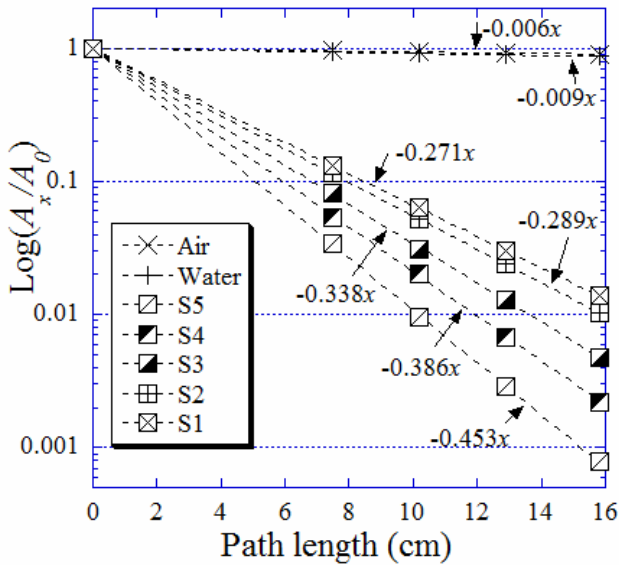 -0.006x
1
-0.009x
-0.271x
0.1
-0.289x
Log(Aₓ/A₀)
Air
Water
S5
S4
S3
S2
S1
-0.338x
0.01
-0.386x
-0.453x
0.001
0 2 4 6 8 10 12 14 16
Path length (cm)